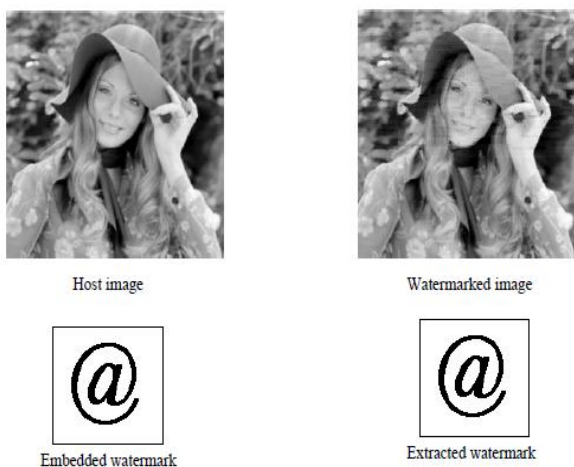 Host image
Watermarked image
@
@
Embedded watermark
Extracted watermark